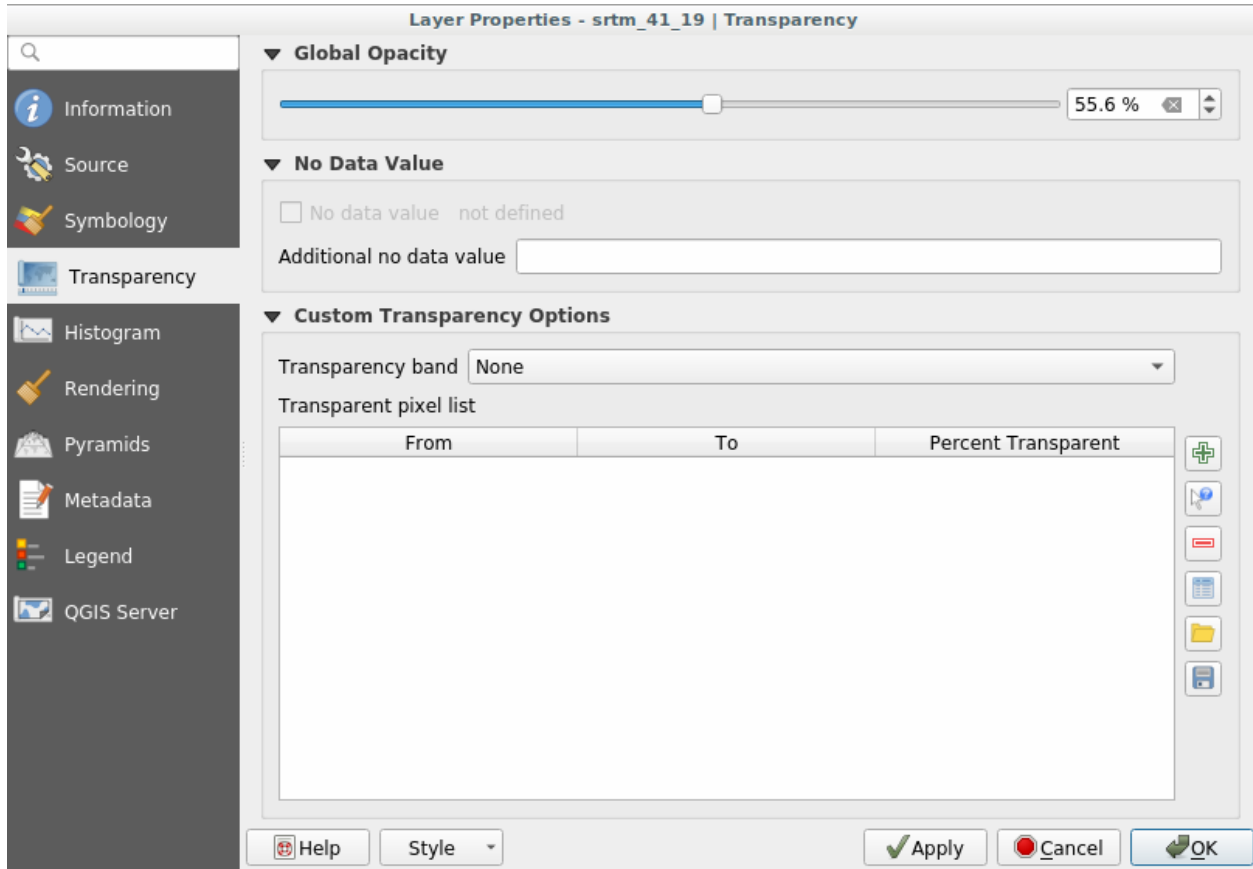 Layer Properties - srtm_41_19 | Transparency
Information
Source
Symbology
Transparency
Histogram
Rendering
Pyramids
Metadata
Legend
QGIS Server
Global Opacity
55.6 %
No Data Value
No data value not defined
Additional no data value
Custom Transparency Options
Transparency band None
Transparent pixel list
From To Percent Transparent
Help Style Apply Cancel OK